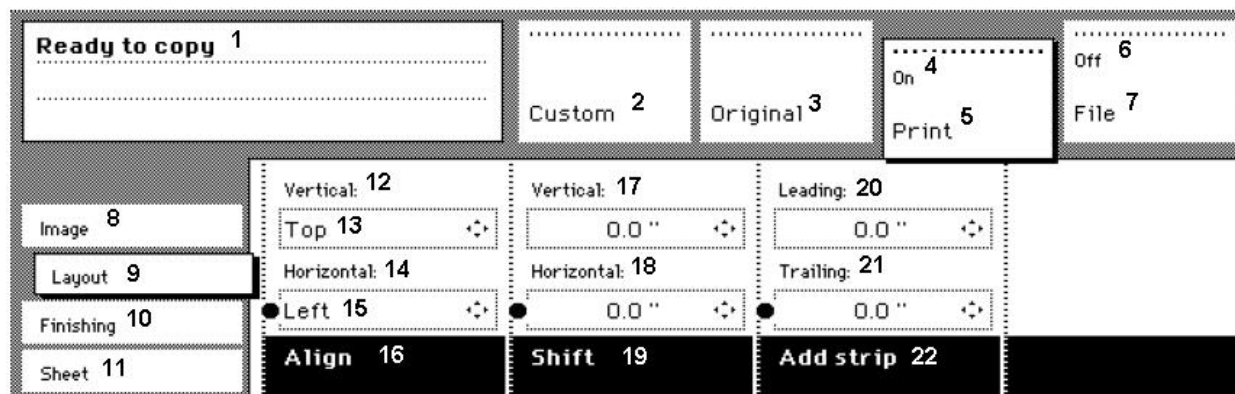 Ready to copy 1
Custom 2
Original 3
On 4
Print 5
Off 6
File 7
Image 8
Layout 9
Finishing 10
Sheet 11
Vertical: 12
Top 13
Horizontal: 14
Left 15
Align 16
Vertical: 17
0.0 "
Horizontal: 18
0.0 "
Shift 19
Leading: 20
0.0 "
Trailing: 21
0.0 "
Add strip 22